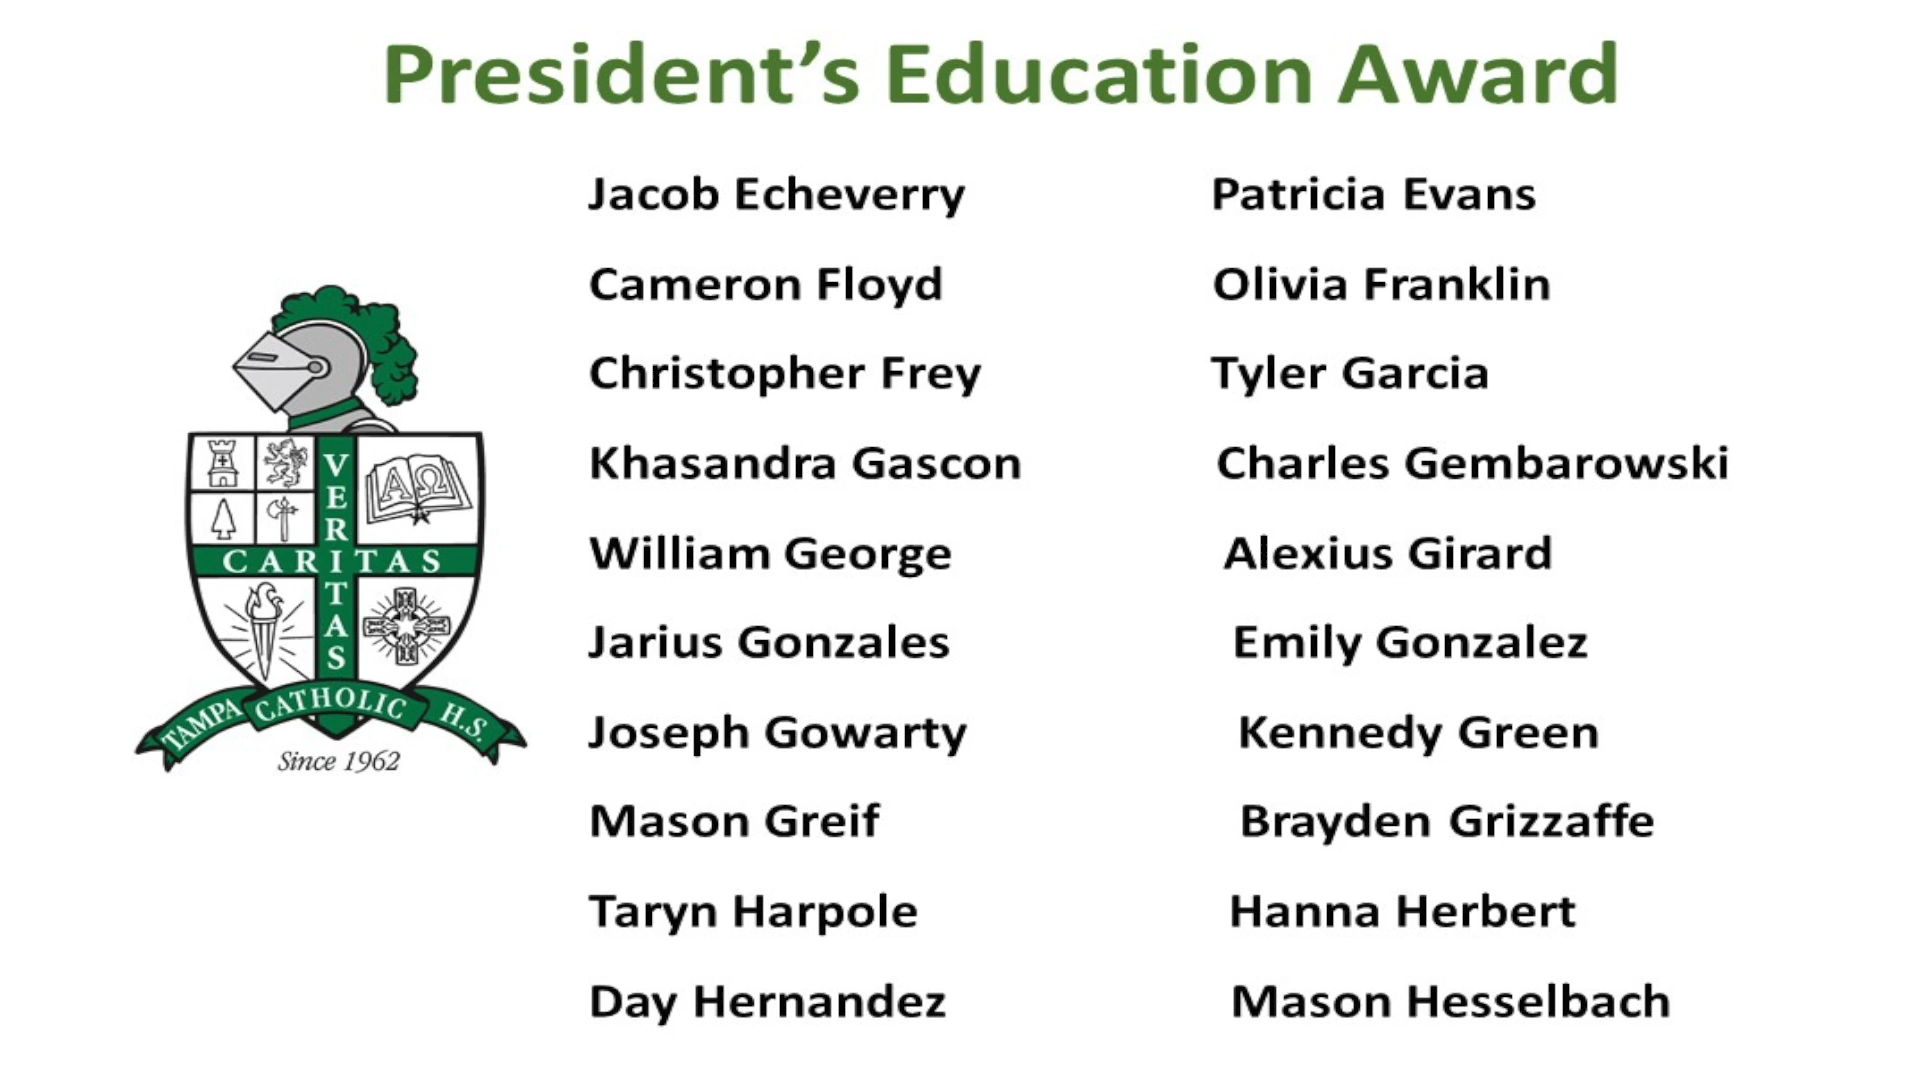 President's Education Award
Jacob Echeverry Patricia Evans
Cameron Floyd Olivia Franklin
Christopher Frey Tyler Garcia
Khasandra Gascon Charles Gembarowski
William George Alexius Girard
Jarius Gonzales Emily Gonzalez
Joseph Gowarty Kennedy Green
Mason Greif Brayden Grizzaffe
Taryn Harpole Hanna Herbert
Day Hernandez Mason Hesselbach
VERITAS
ΑΩ
CARITAS
TAMPA CATHOLIC H.S.
Since 1962